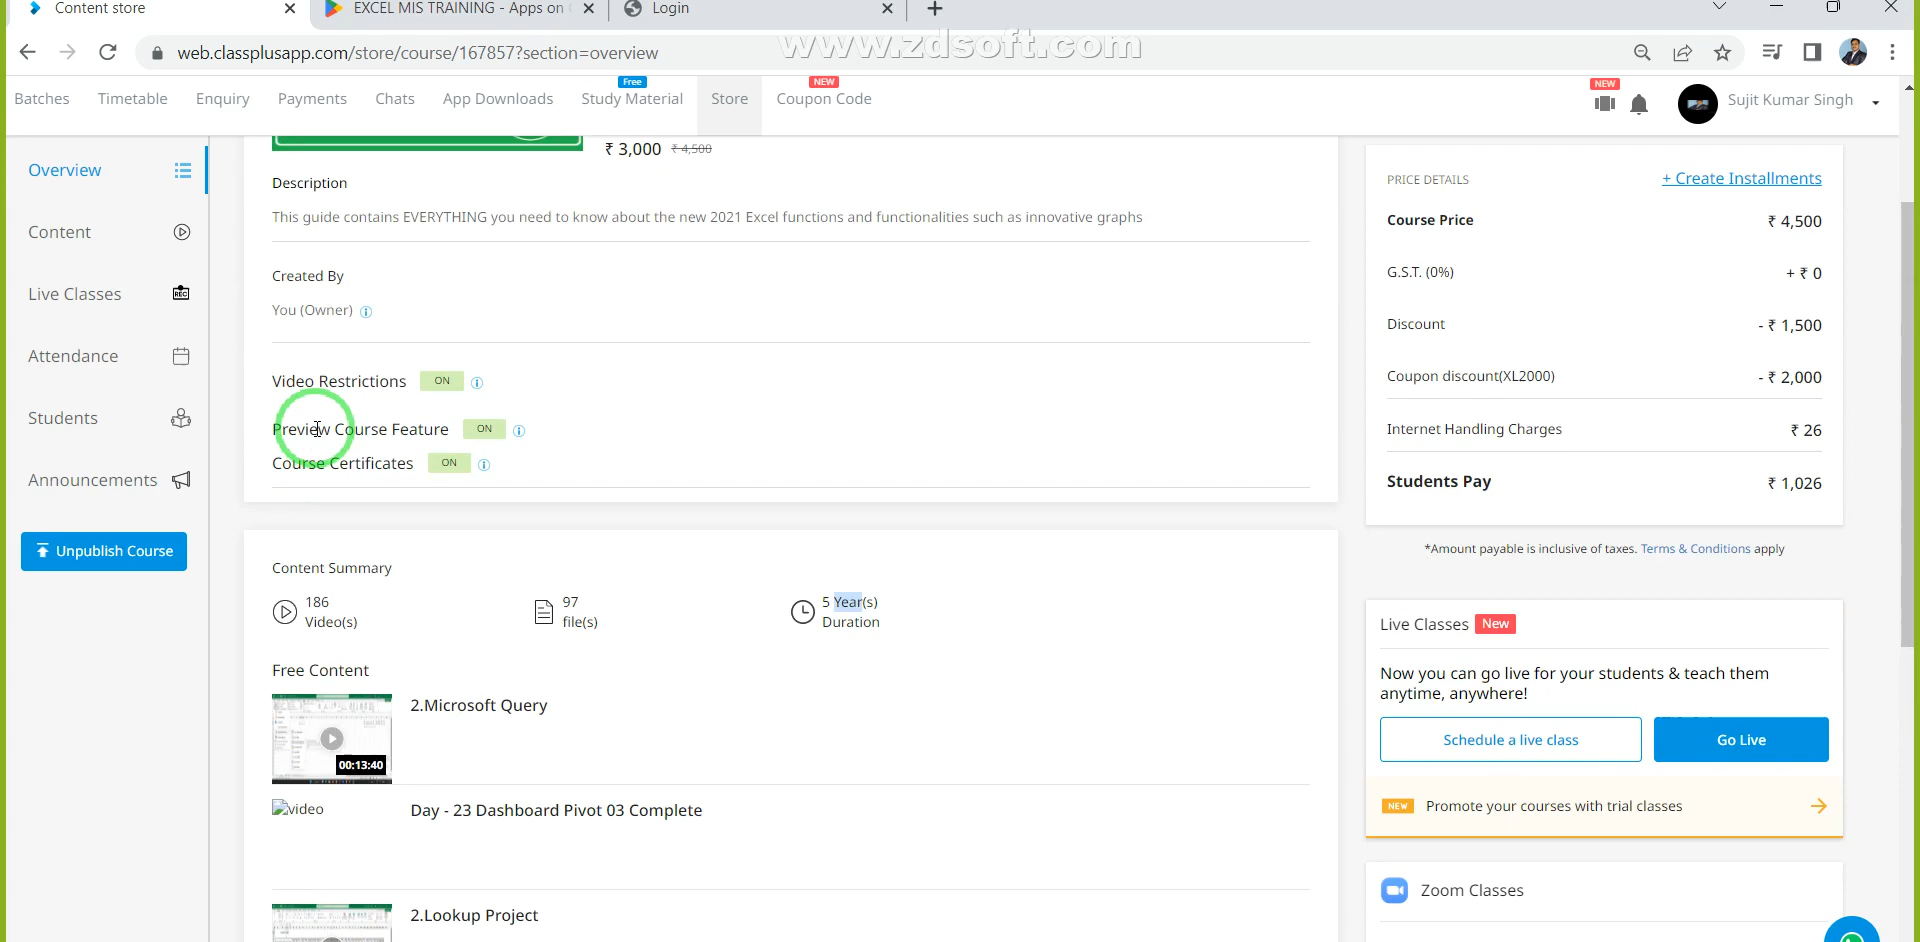 Content store
EXCEL MIS TRAINING - Apps on
Login
web.classplusapp.com/store/course/167857?section=overview
www.zdsoft.com
Batches
Timetable
Enquiry
Payments
Chats
App Downloads
Free
Study Material
Store
NEW
Coupon Code
NEW
Sujit Kumar Singh
Overview
Content
Live Classes
REC
Attendance
Students
Announcements
Unpublish Course
₹ 3,000 ₹ 4,500
Description
This guide contains EVERYTHING you need to know about the new 2021 Excel functions and functionalities such as innovative graphs
Created By
You (Owner)
Video Restrictions ON
Preview Course Feature ON
Course Certificates ON
Content Summary
186
Video(s)
97
file(s)
5 Year(s)
Duration
Free Content
2.Microsoft Query
00:13:40
video
Day - 23 Dashboard Pivot 03 Complete
2.Lookup Project
PRICE DETAILS
+ Create Installments
Course Price ₹ 4,500
G.S.T. (0%) + ₹ 0
Discount - ₹ 1,500
Coupon discount(XL2000) - ₹ 2,000
Internet Handling Charges ₹ 26
Students Pay ₹ 1,026
*Amount payable is inclusive of taxes. Terms & Conditions apply
Live Classes New
Now you can go live for your students & teach them
anytime, anywhere!
Schedule a live class
Go Live
NEW Promote your courses with trial classes
Zoom Classes